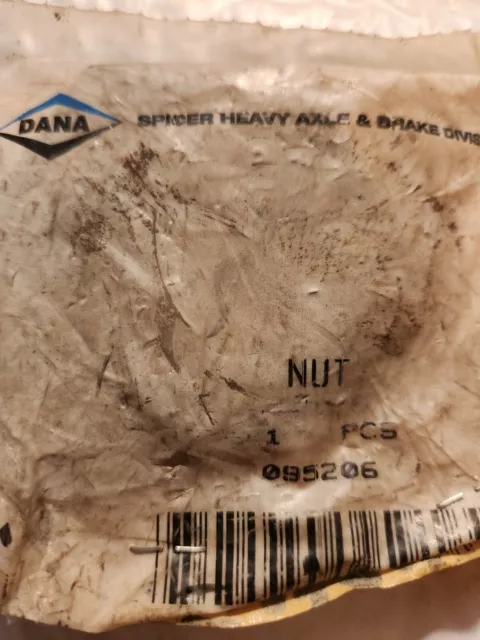 DANA
SPICER HEAVY AXLE & BRAKE DIVIS
NUT
1 PCS
095206